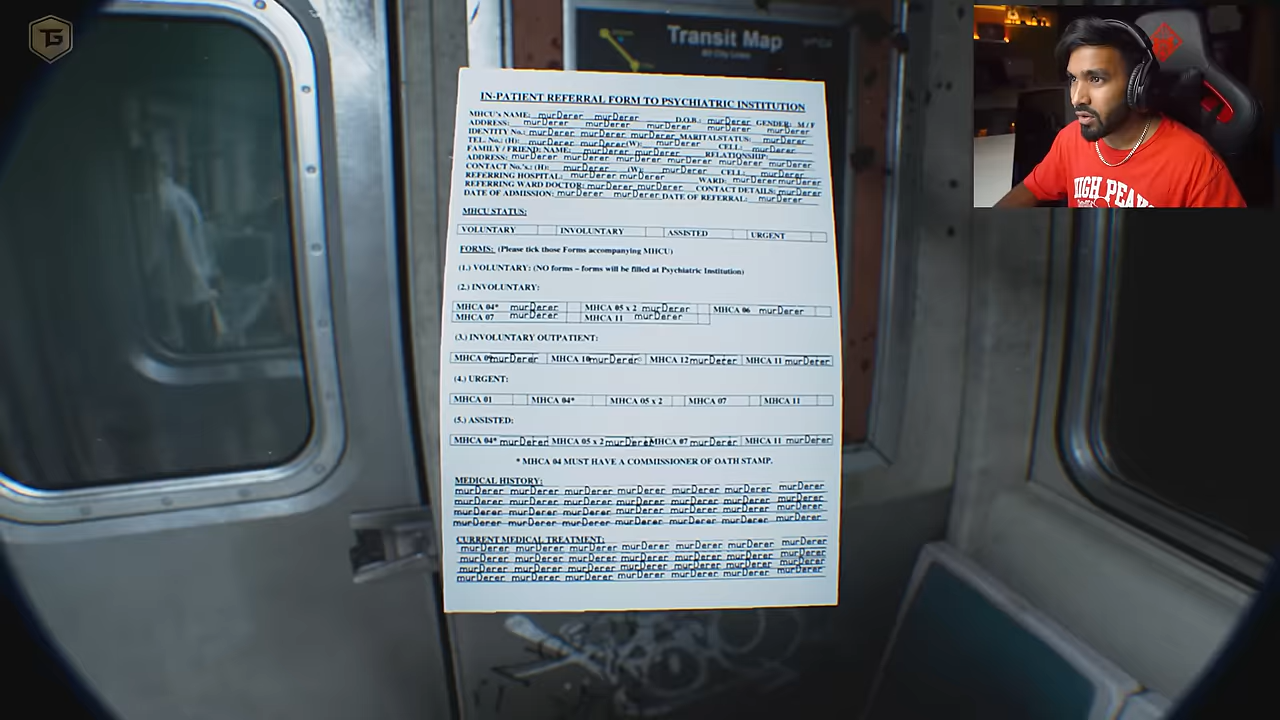 TG
Transit Map
All City Lines
IN-PATIENT REFERRAL FORM TO PSYCHIATRIC INSTITUTION
MHCU's NAME: murDerer murDerer D.O.B.: murDerer GENDER: M / F
ADDRESS: murDerer murDerer murDerer murDerer murDerer
IDENTITY No.: murDerer murDerer murDerer MARITAL STATUS: murDerer
TEL. No.: (H): murDerer murDerer (W): murDerer CELL: murDerer
FAMILY / FRIEND: NAME: murDerer murDerer RELATIONSHIP:
ADDRESS: murDerer murDerer murDerer murDerer murDerer murDerer
CONTACT No.'s.: (H): murDerer (W): murDerer CELL: murDerer
REFERRING HOSPITAL: murDerer murDerer WARD: murDerer murDerer
REFERRING WARD DOCTOR: murDerer murDerer CONTACT DETAILS: murDerer
DATE OF ADMISSION: murDerer murDerer DATE OF REFERRAL: murDerer
MHCU STATUS:
VOLUNTARY INVOLUNTARY ASSISTED URGENT
FORMS: (Please tick those Forms accompanying MHCU)
(1.) VOLUNTARY: (NO forms – forms will be filled at Psychiatric Institution)
(2.) INVOLUNTARY:
MHCA 04* murDerer MHCA 05 x 2 murDerer MHCA 06 murDerer
MHCA 07 murDerer MHCA 11 murDerer
(3.) INVOLUNTARY OUTPATIENT:
MHCA 09 murDerer MHCA 10 murDerer MHCA 12 murDerer MHCA 11 murDerer
(4.) URGENT:
MHCA 01 MHCA 04* MHCA 05 x 2 MHCA 07 MHCA 11
(5.) ASSISTED:
MHCA 04* murDerer MHCA 05 x 2 murDerer MHCA 07 murDerer MHCA 11 murDerer
* MHCA 04 MUST HAVE A COMMISSIONER OF OATH STAMP.
MEDICAL HISTORY:
murDerer murDerer murDerer murDerer murDerer murDerer murDerer
murDerer murDerer murDerer murDerer murDerer murDerer murDerer
murDerer murDerer murDerer murDerer murDerer murDerer murDerer
murDerer murDerer murDerer murDerer murDerer murDerer murDerer
CURRENT MEDICAL TREATMENT:
murDerer murDerer murDerer murDerer murDerer murDerer murDerer
murDerer murDerer murDerer murDerer murDerer murDerer murDerer
murDerer murDerer murDerer murDerer murDerer murDerer murDerer
murDerer murDerer murDerer murDerer murDerer murDerer murDerer
HIGH PEAKS